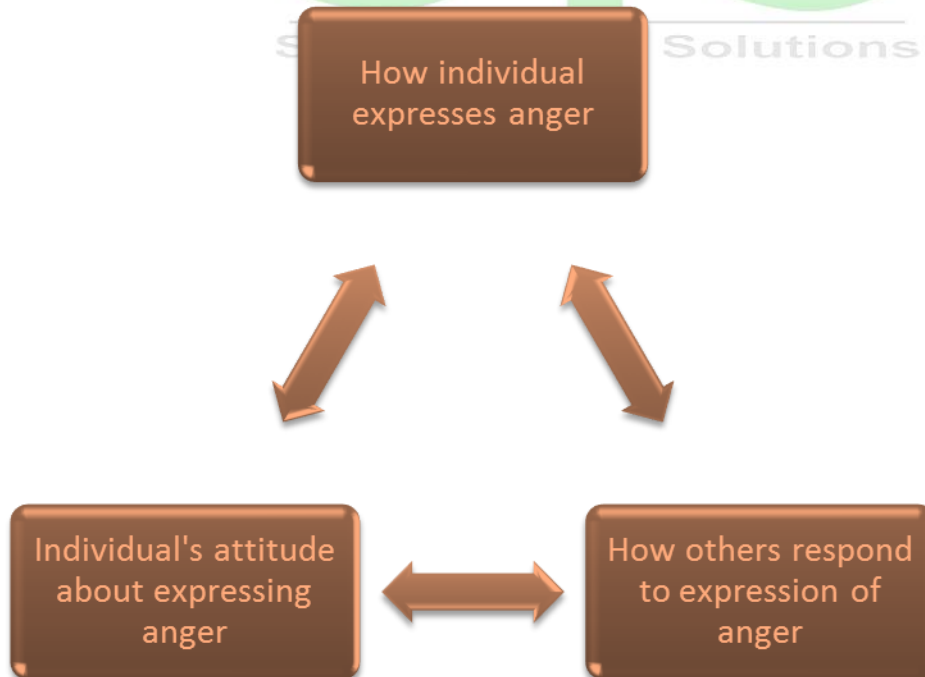 Solutions
How individual
expresses anger
Individual's attitude
about expressing
anger
How others respond
to expression of
anger